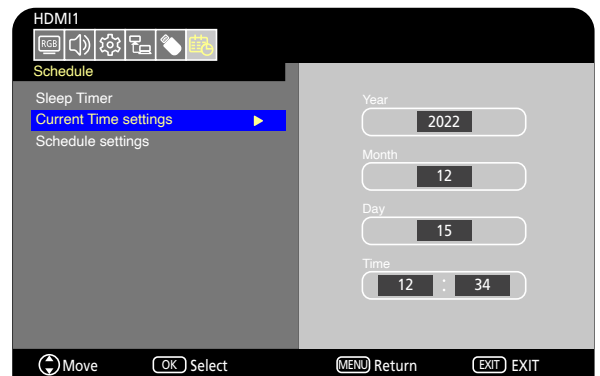 HDMI1
RGB
Schedule
Sleep Timer
Current Time settings
Schedule settings
Year
2022
Month
12
Day
15
Time
12 : 34
Move OK Select MENU Return EXIT EXIT